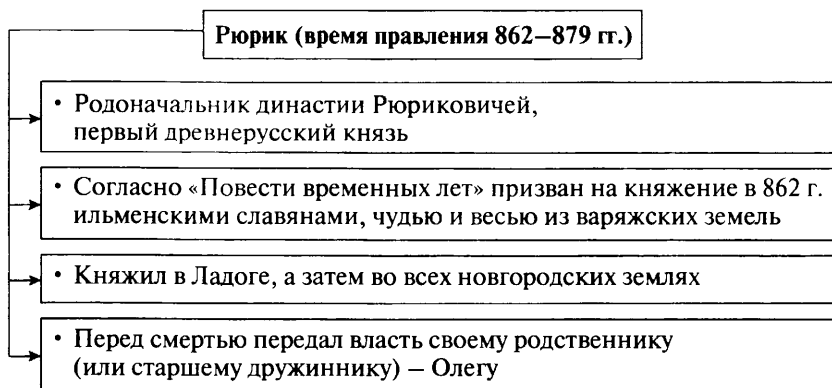 Рюрик (время правления 862–879 гг.)
• Родоначальник династии Рюриковичей,
первый древнерусский князь
• Согласно «Повести временных лет» призван на княжение в 862 г.
ильменскими славянами, чудью и весью из варяжских земель
• Княжил в Ладоге, а затем во всех новгородских землях
• Перед смертью передал власть своему родственнику
(или старшему дружиннику) – Олегу